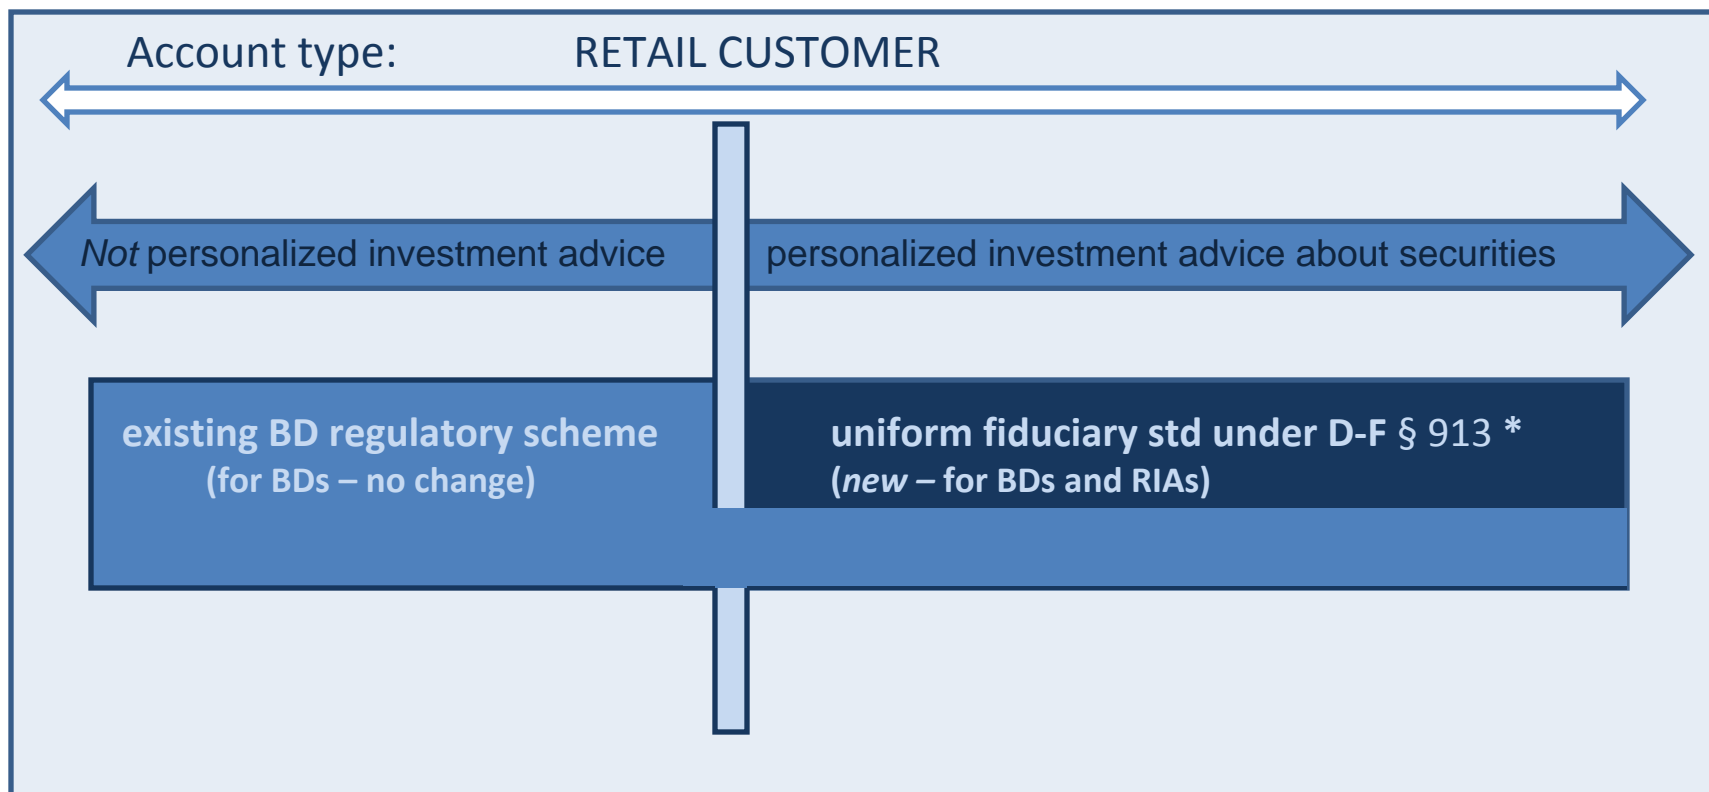 Account type: RETAIL CUSTOMER
Not personalized investment advice
personalized investment advice about securities
existing BD regulatory scheme
(for BDs – no change)
uniform fiduciary std under D-F § 913 *
(new – for BDs and RIAs)